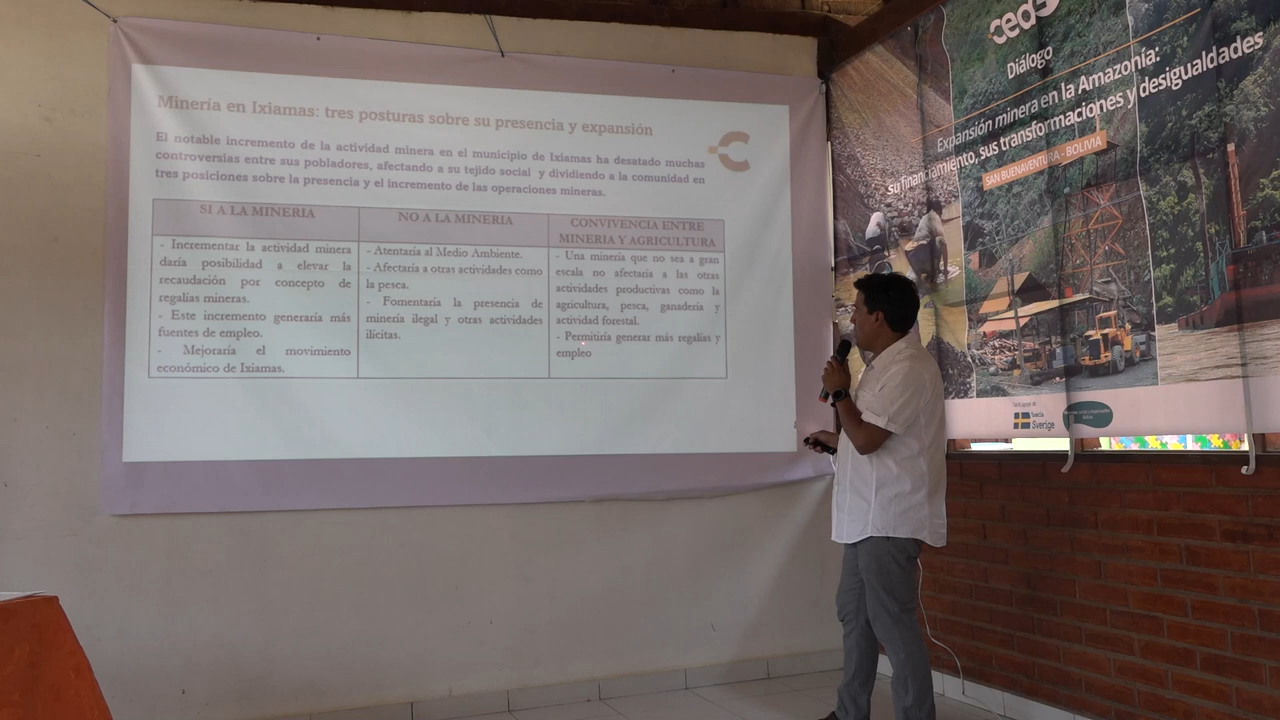 Minería en Ixiamas: tres posturas sobre su presencia y expansión
El notable incremento de la actividad minera en el municipio de Ixiamas ha desatado muchas
controversias entre sus pobladores, afectando a su tejido social y dividiendo a la comunidad en
tres posiciones sobre la presencia y el incremento de las operaciones mineras.
SI A LA MINERIA
- Incrementar la actividad minera
daría posibilidad a elevar la
recaudación por concepto de
regalías mineras.
- Este incremento generaría más
fuentes de empleo.
- Mejoraría el movimiento
económico de Ixiamas.
NO A LA MINERIA
- Atentaría al Medio Ambiente.
- Afectaría a otras actividades como
la pesca.
- Fomentaría la presencia de
minería ilegal y otras actividades
ilícitas.
CONVIVENCIA ENTRE
MINERIA Y AGRICULTURA
- Una minería que no sea a gran
escala no afectaría a las otras
actividades productivas como la
agricultura, pesca, ganadería y
actividad forestal.
- Permitiría generar más regalías y
empleo
Diálogo
Expansión minera en la Amazonía:
su financiamiento, sus transformaciones y desigualdades
SAN BUENAVENTURA - BOLIVIA
Suecia
Sverige